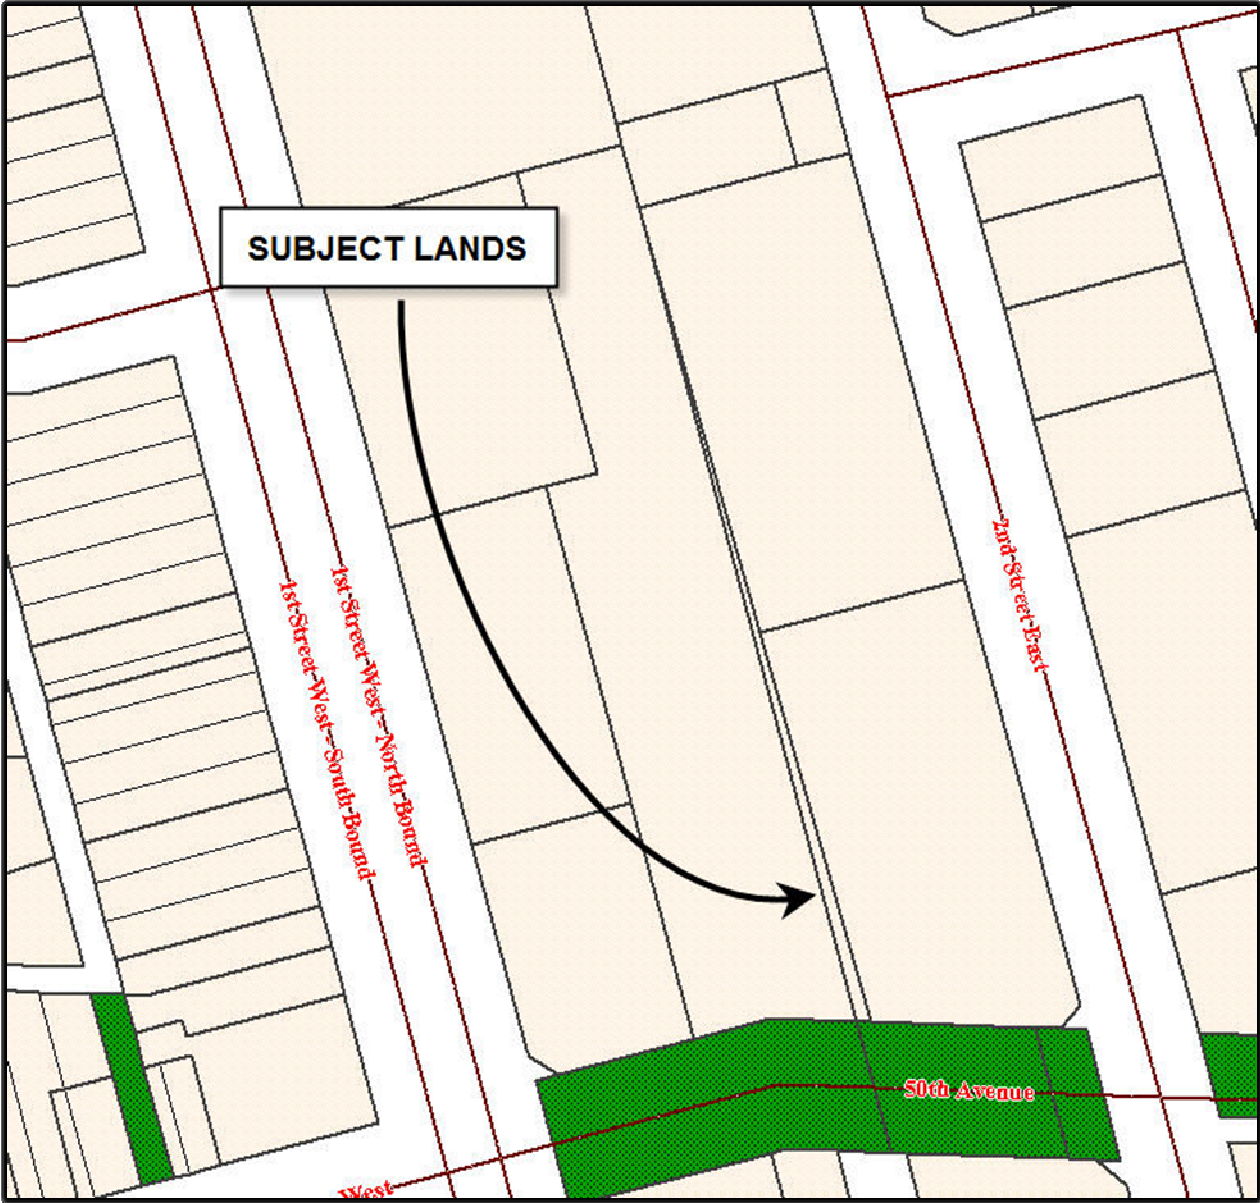 SUBJECT LANDS
2nd Street East
1st Street West - South Bound
1st Street West - North Bound
50th Avenue
West